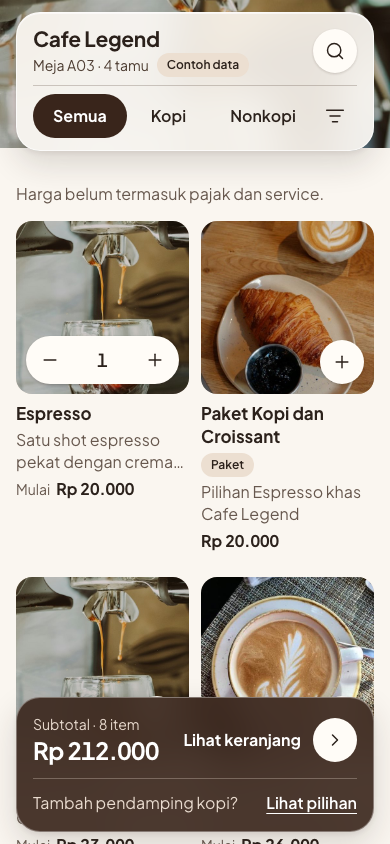 Cafe Legend
Meja A03 · 4 tamu Contoh data
Semua Kopi Nonkopi
Harga belum termasuk pajak dan service.
1
Espresso
Satu shot espresso
pekat dengan crema...
Mulai Rp 20.000
Paket Kopi dan
Croissant
Paket
Pilihan Espresso khas
Cafe Legend
Rp 20.000
Subtotal · 8 item
Rp 212.000
Lihat keranjang
Tambah pendamping kopi? Lihat pilihan